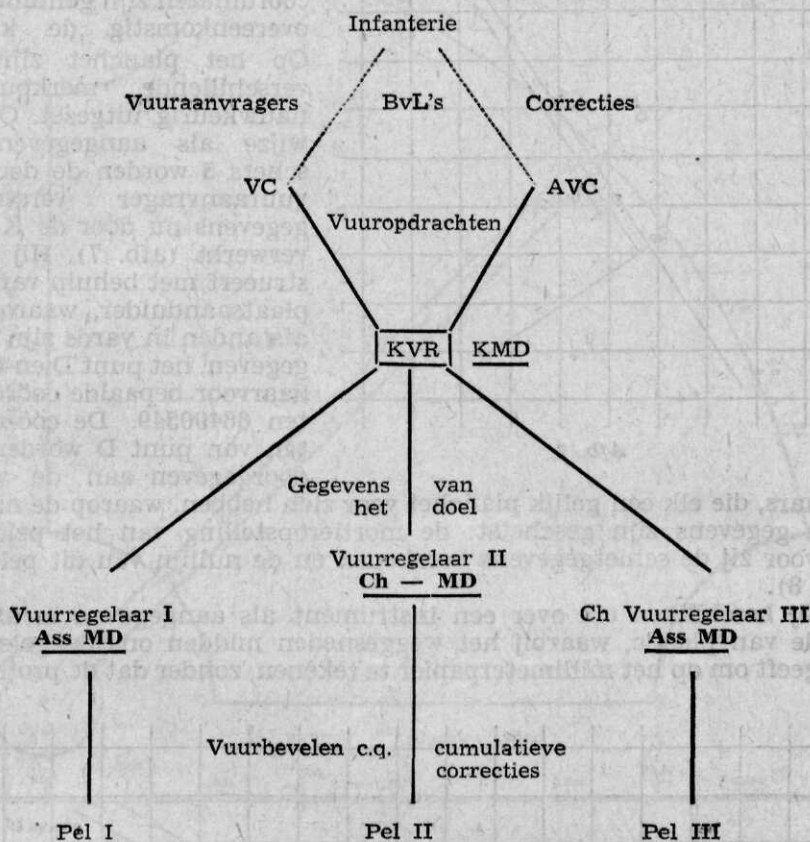 Infanterie
Vuuraanvragers BvL's Correcties
VC AVC
Vuuropdrachten
KVR KMD
Gegevens van
het doel
Vuurregelaar II
Ch — MD
Vuurregelaar I Ch Vuurregelaar III
Ass MD Ass MD
Vuurbevelen c.q. cumulatieve
correcties
Pel I Pel II Pel III